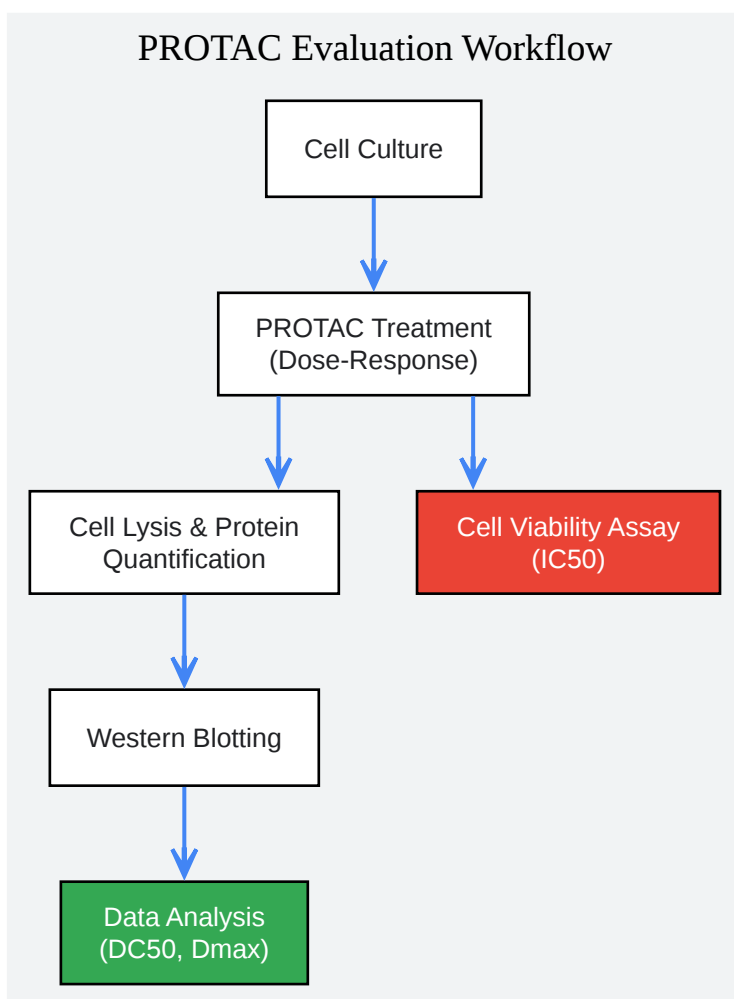 PROTAC Evaluation Workflow
Cell Culture
PROTAC Treatment
(Dose-Response)
Cell Lysis & Protein
Quantification
Cell Viability Assay
(IC50)
Western Blotting
Data Analysis
(DC50, Dmax)